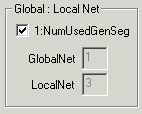 Global : Local Net
1:NumUsedGenSeg
GlobalNet 1
LocalNet 3